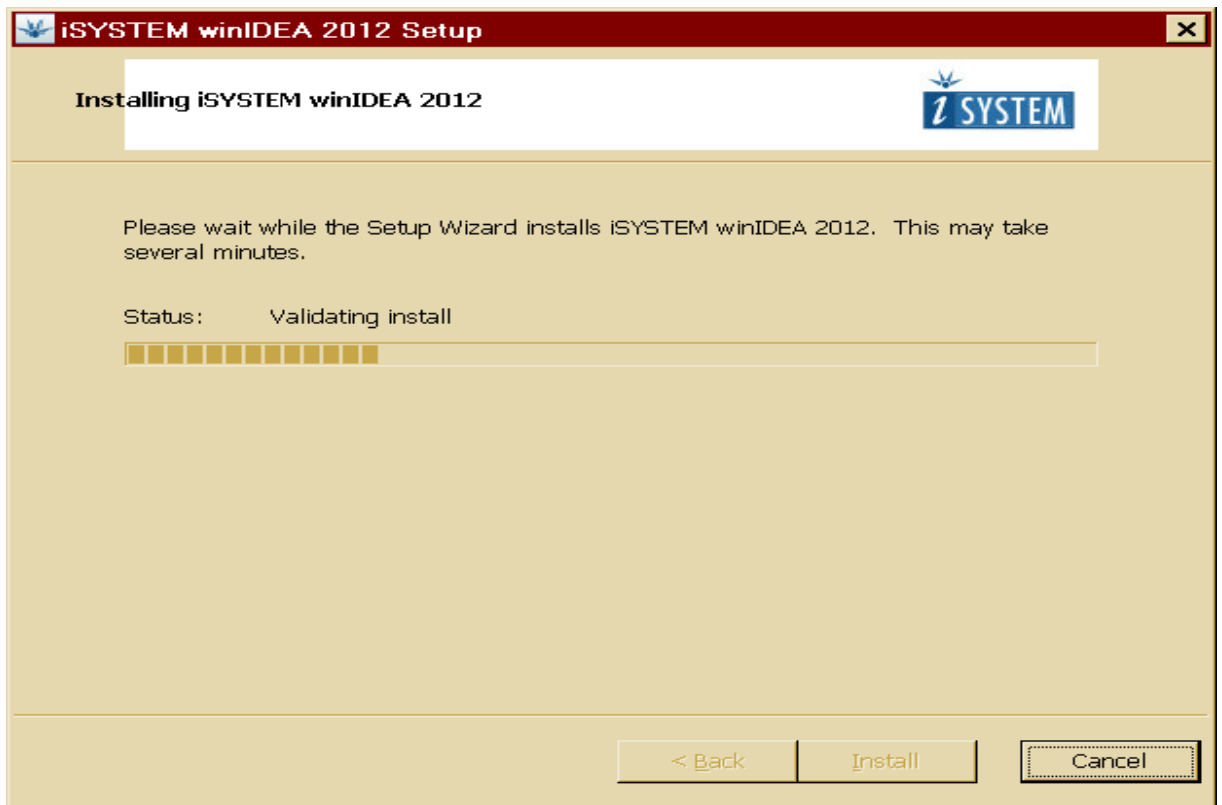 iSYSTEM winIDEA 2012 Setup
Installing iSYSTEM winIDEA 2012
i SYSTEM
Please wait while the Setup Wizard installs iSYSTEM winIDEA 2012. This may take
several minutes.
Status: Validating install
< Back Install Cancel